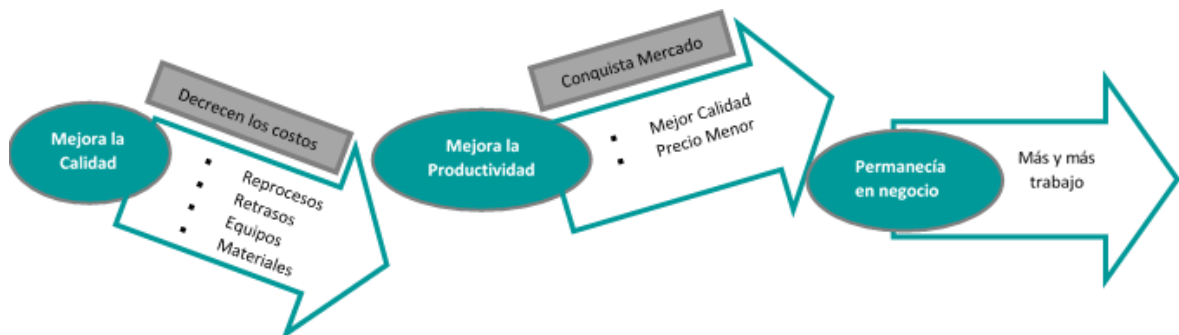 Mejora la
Calidad
Decrecen los costos
▪ Reprocesos
▪ Retrasos
▪ Equipos
▪ Materiales
Mejora la
Productividad
Conquista Mercado
▪ Mejor Calidad
▪ Precio Menor
Permanecía
en negocio
Más y más
trabajo